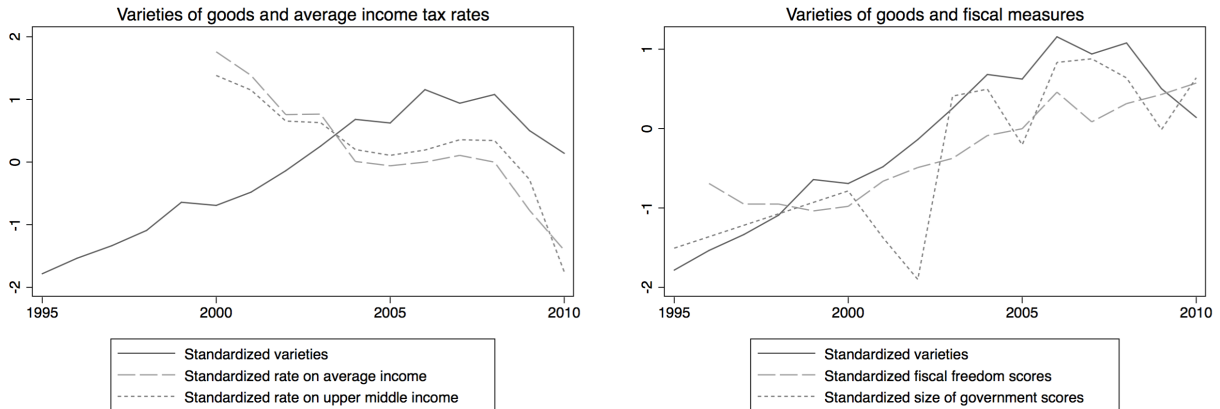 Varieties of goods and average income tax rates
2
1
0
-1
-2
1995 2000 2005 2010
Standardized varieties
Standardized rate on average income
Standardized rate on upper middle income
Varieties of goods and fiscal measures
1
0
-1
-2
1995 2000 2005 2010
Standardized varieties
Standardized fiscal freedom scores
Standardized size of government scores